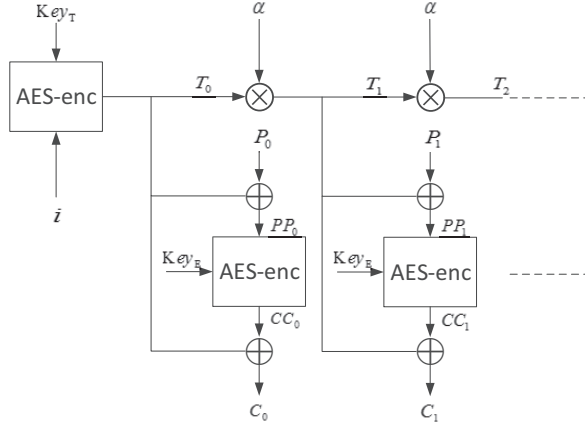 Key_T α α
AES-enc T_0 T_1 T_2
P_0 P_1
i
PP_0 PP_1
Key_E AES-enc Key_E AES-enc
CC_0 CC_1
C_0 C_1